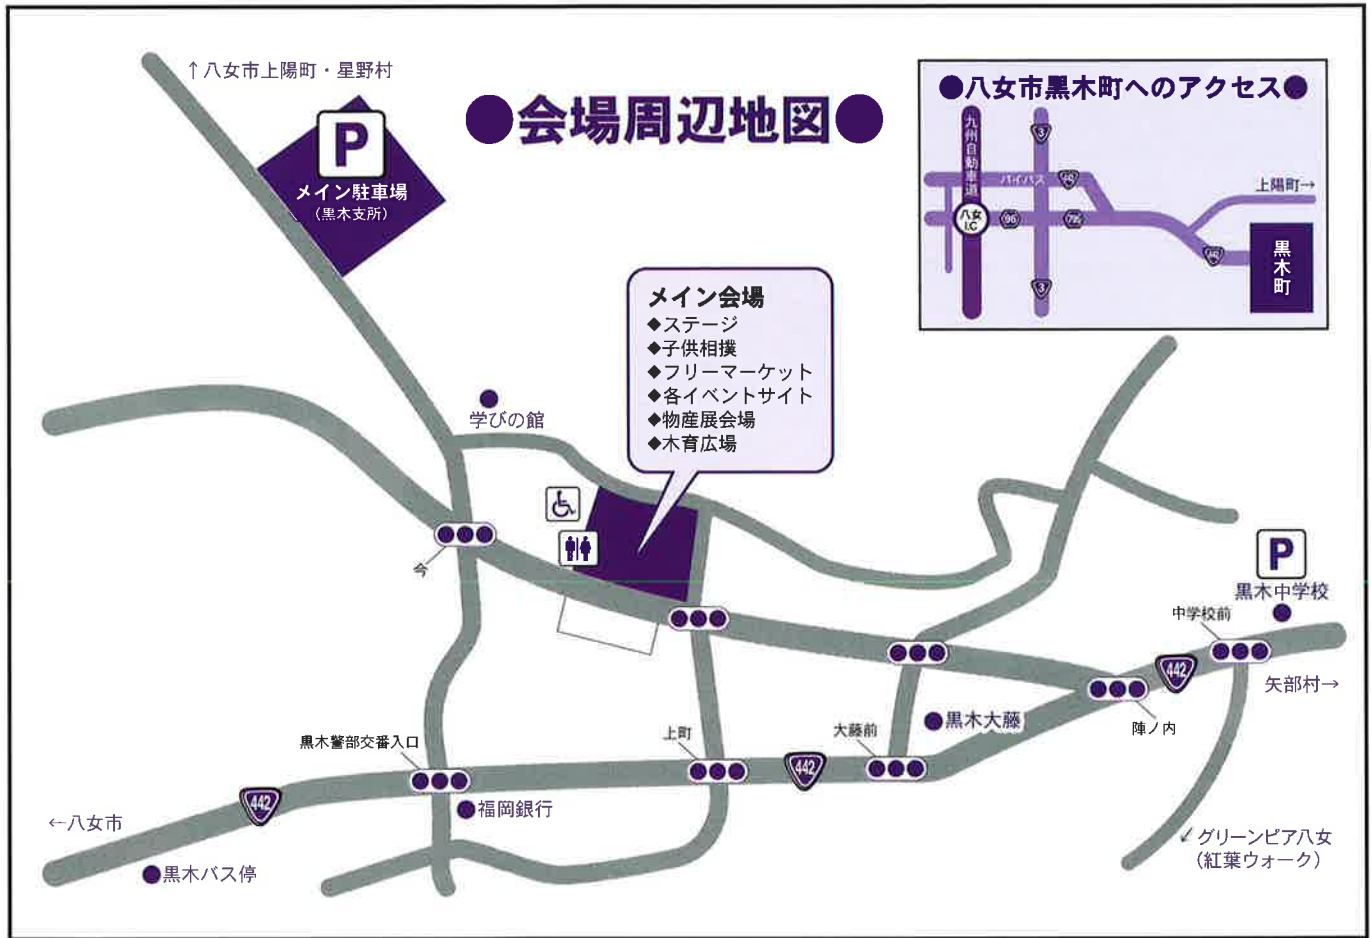 ↑八女市上陽町・星野村
P
メイン駐車場
(黒木支所)
●会場周辺地図●
●八女市黒木町へのアクセス●
九州自動車道
3
バイパス
442
上陽町→
八女
I.C
96
3
442
黒木町
メイン会場
◆ステージ
◆子供相撲
◆フリーマーケット
◆各イベントサイト
◆物産展会場
◆木育広場
学びの館
今
P
黒木中学校
中学校前
442
矢部村→
陣ノ内
黒木大藤
大藤前
上町
442
黒木警部交番入口
442
福岡銀行
←八女市
黒木バス停
↙グリーンピア八女
(紅葉ウォーク)